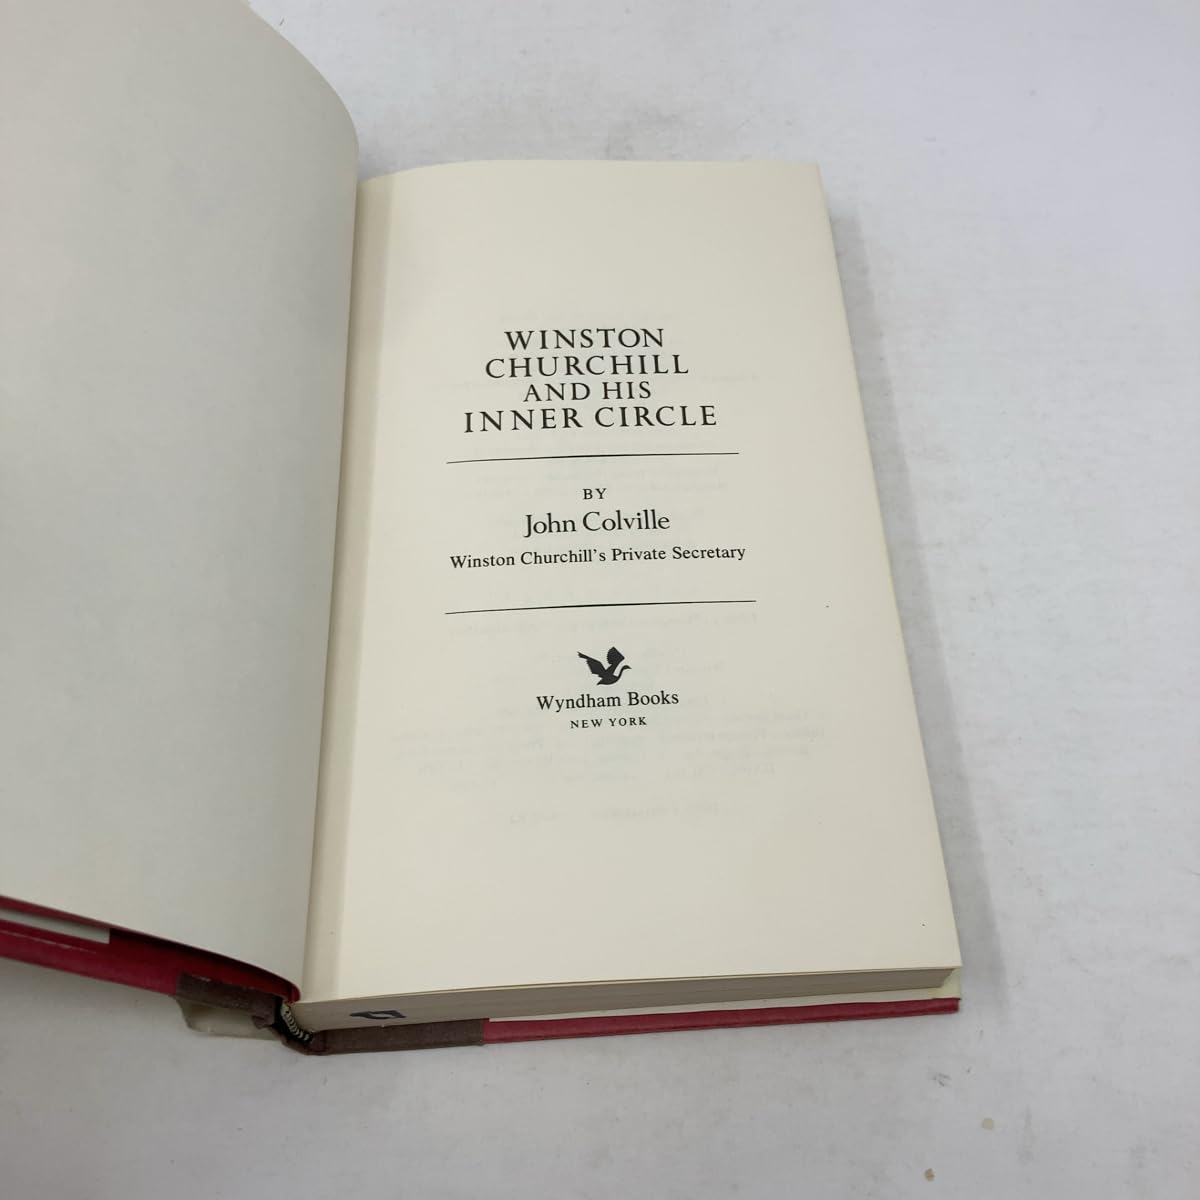 WINSTON
CHURCHILL
AND HIS
INNER CIRCLE
BY
John Colville
Winston Churchill's Private Secretary
Wyndham Books
NEW YORK